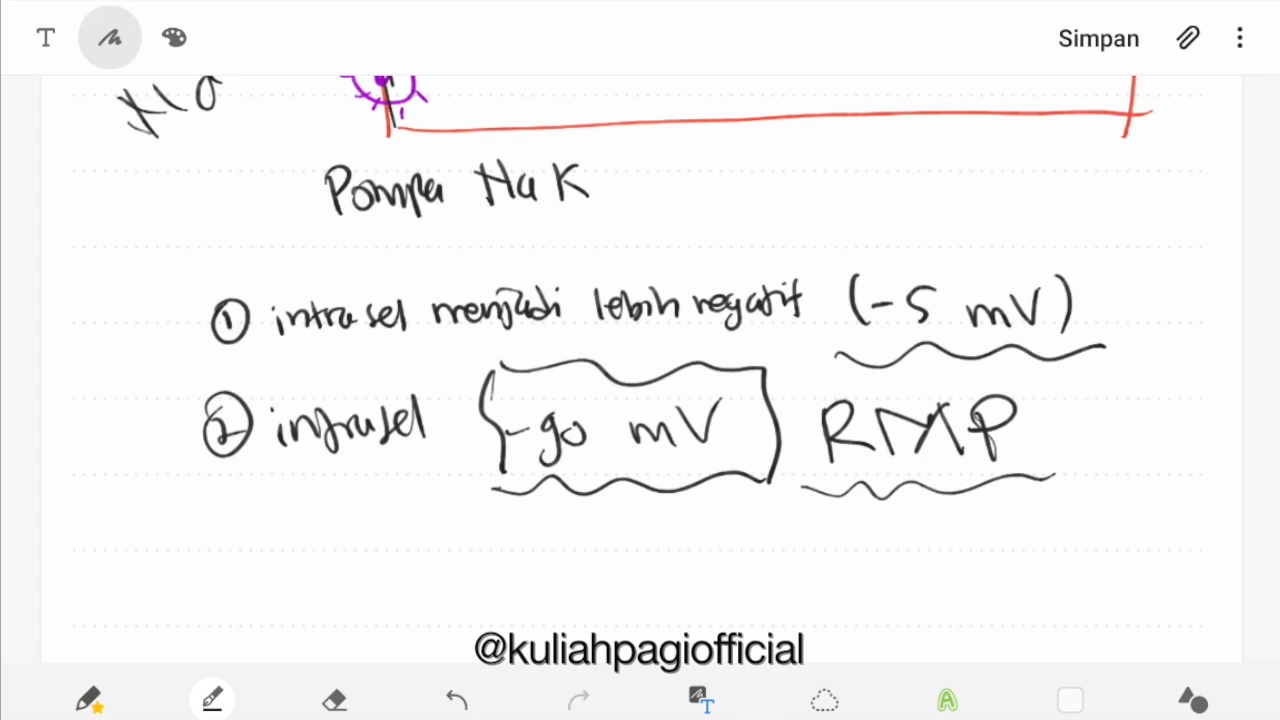 T Simpan
Pompa Na K
① intrasel menjadi lebih negatif (-5 mV)
② intrasel {-90 mV} RMP
@kuliahpagiofficial
T
A